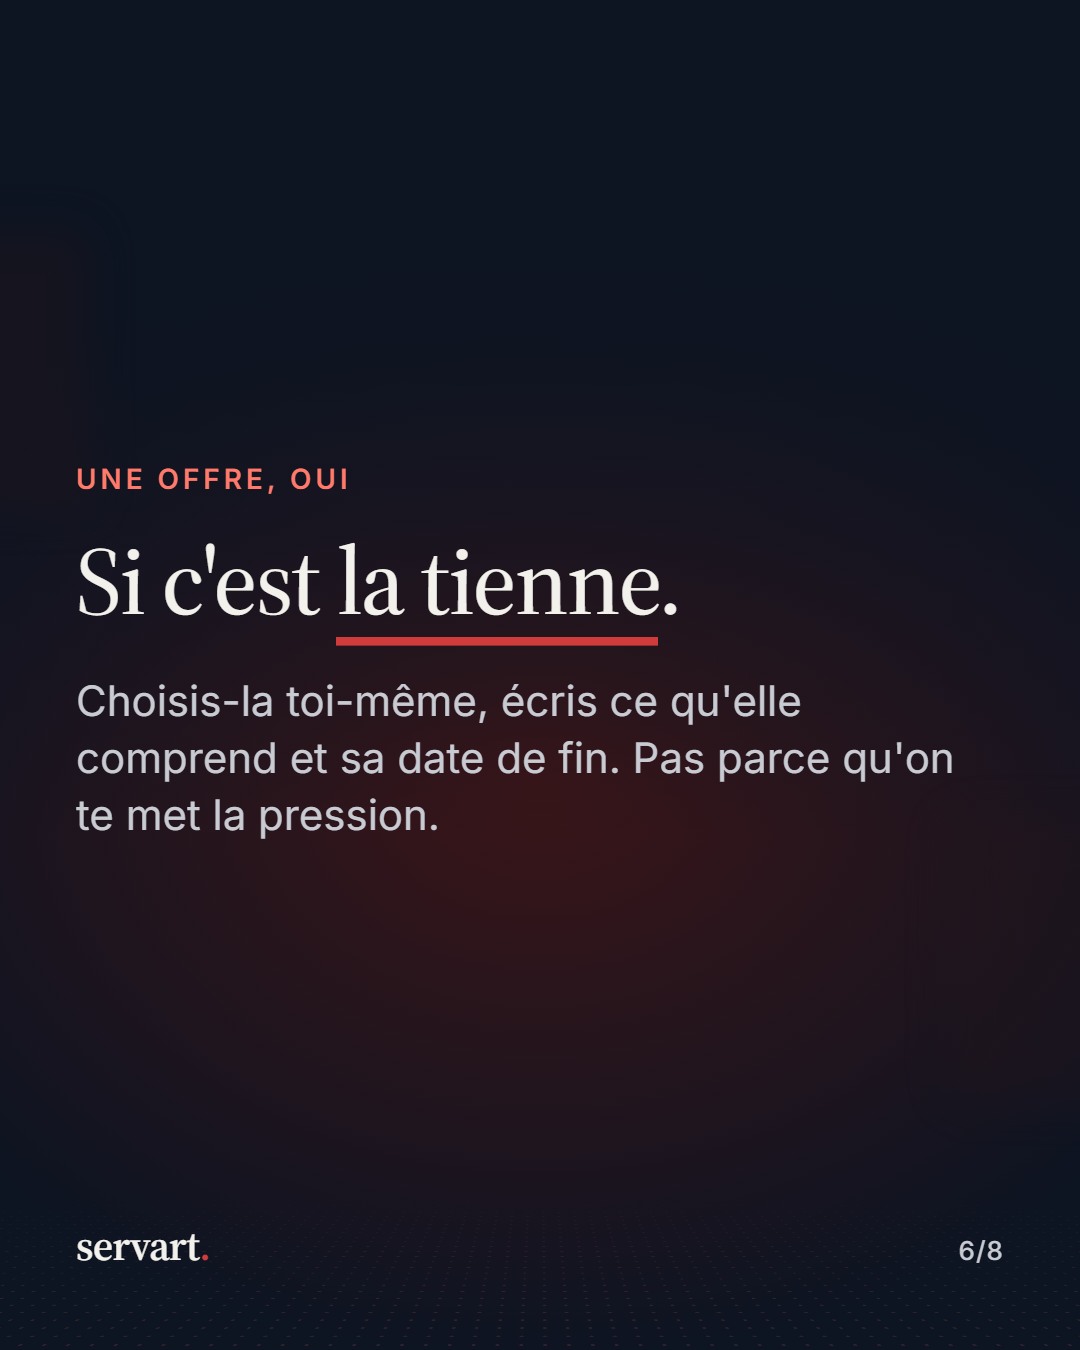 UNE OFFRE, OUI
Si c'est la tienne.
Choisis-la toi-même, écris ce qu'elle
comprend et sa date de fin. Pas parce qu'on
te met la pression.
servart.
6/8